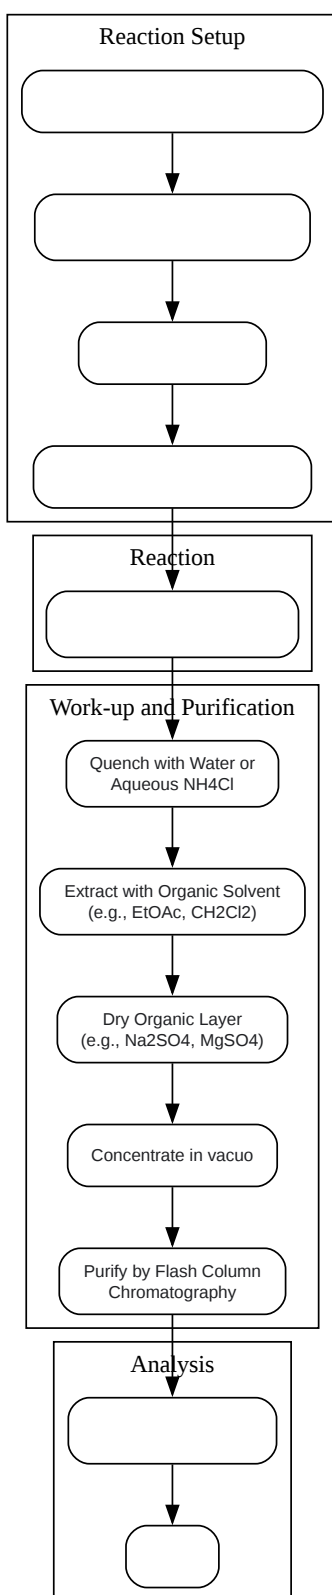 Reaction Setup
Reaction
Work-up and Purification
Quench with Water or
Aqueous NH4Cl
Extract with Organic Solvent
(e.g., EtOAc, CH2Cl2)
Dry Organic Layer
(e.g., Na2SO4, MgSO4)
Concentrate in vacuo
Purify by Flash Column
Chromatography
Analysis